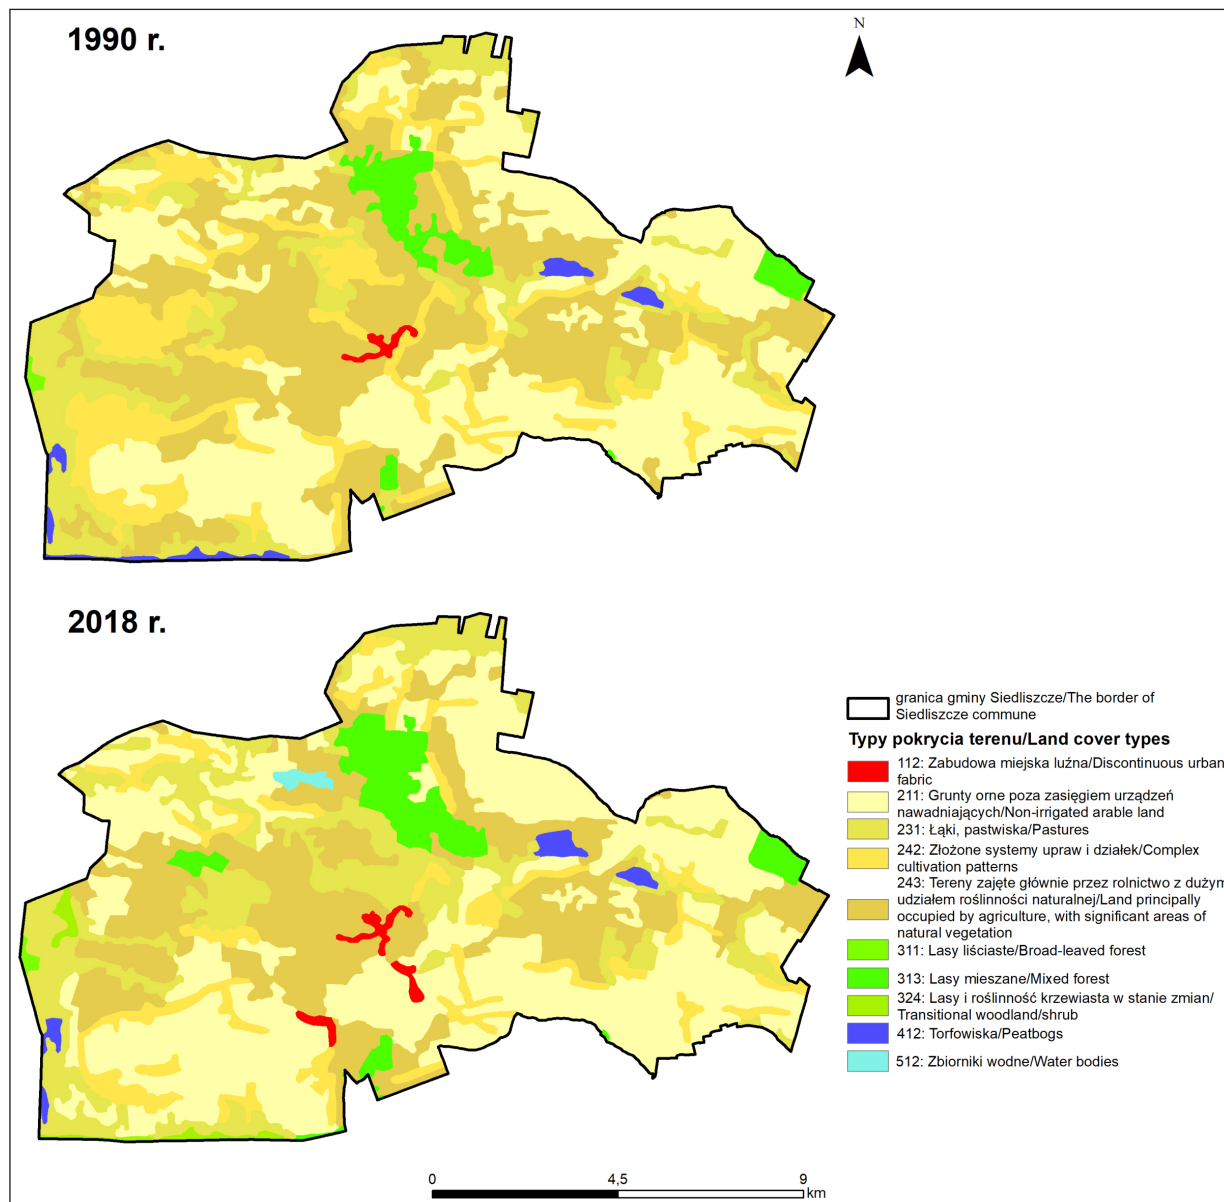 1990 r.
N
2018 r.
granica gminy Siedliszcze/The border of
Siedliszcze commune
Typy pokrycia terenu/Land cover types
112: Zabudowa miejska luźna/Discontinuous urban
fabric
211: Grunty orne poza zasięgiem urządzeń
nawadniających/Non-irrigated arable land
231: Łąki, pastwiska/Pastures
242: Złożone systemy upraw i działek/Complex
cultivation patterns
243: Tereny zajęte głównie przez rolnictwo z dużym
udziałem roślinności naturalnej/Land principally
occupied by agriculture, with significant areas of
natural vegetation
311: Lasy liściaste/Broad-leaved forest
313: Lasy mieszane/Mixed forest
324: Lasy i roślinność krzewiasta w stanie zmian/
Transitional woodland/shrub
412: Torfowiska/Peatbogs
512: Zbiorniki wodne/Water bodies
0 4,5 9
km